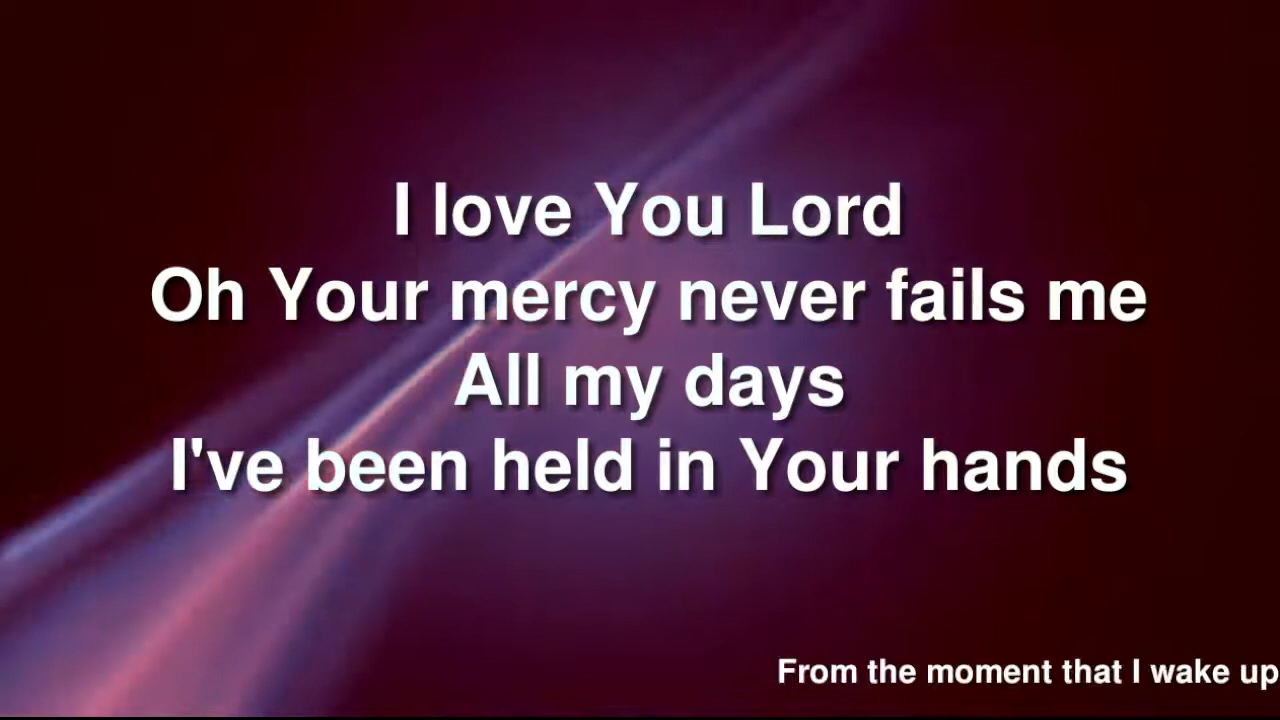 I love You Lord
Oh Your mercy never fails me
All my days
I've been held in Your hands
From the moment that I wake up